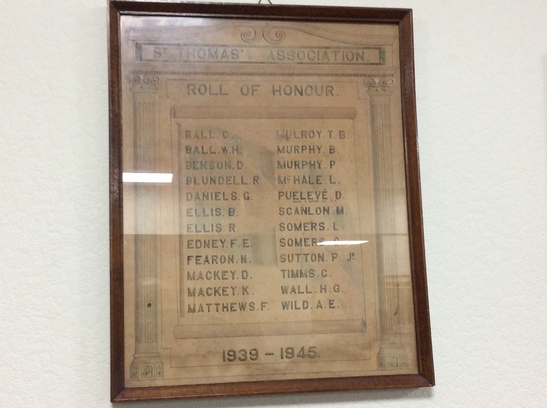 ST THOMAS' ASSOCIATION.
ROLL OF HONOUR.
BALL. C.
BALL. W.H.
BENSON. D.
BLUNDELL. R.
DANIELS. G.
ELLIS. B.
ELLIS. R.
EDNEY. F.E.
FEARON. N.
MACKEY. D.
MACKEY. K.
MATTHEWS. F.
MULROY T. B.
MURPHY. B.
MURPHY. P.
McHALE. L.
PUELEVÉ. D.
SCANLON. M.
SOMERS. L.
SOMERS.
SUTTON. P. Jr
TIMMS. C.
WALL. H. G.
WILD. A. E.
1939 - 1945.